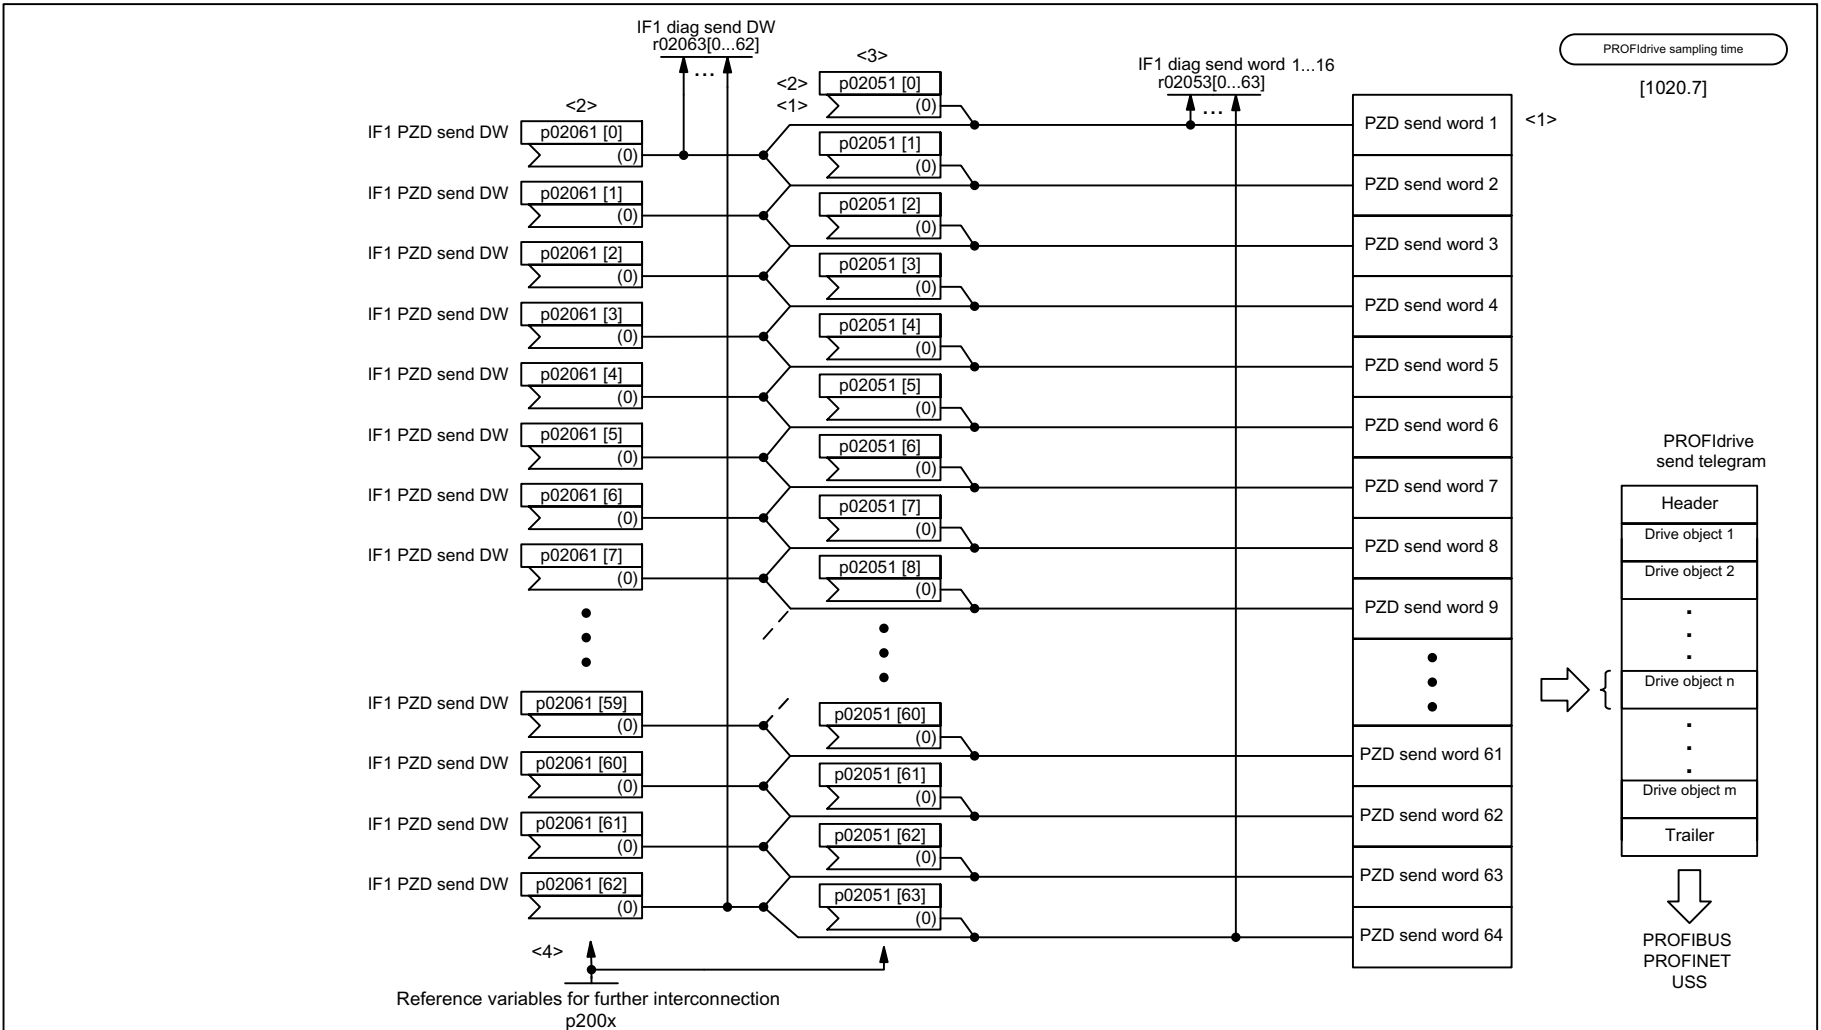 IF1 diag send DW
r02063[0...62]
...
<3>
<2>
<1>
p02051 [0]
(0)
IF1 diag send word 1...16
r02053[0...63]
...
PROFIdrive sampling time
[1020.7]
<2>
IF1 PZD send DW
p02061 [0]
(0)
PZD send word 1
<1>
p02051 [1]
(0)
PZD send word 2
IF1 PZD send DW
p02061 [1]
(0)
p02051 [2]
(0)
PZD send word 3
IF1 PZD send DW
p02061 [2]
(0)
p02051 [3]
(0)
PZD send word 4
IF1 PZD send DW
p02061 [3]
(0)
p02051 [4]
(0)
PZD send word 5
IF1 PZD send DW
p02061 [4]
(0)
p02051 [5]
(0)
PZD send word 6
IF1 PZD send DW
p02061 [5]
(0)
p02051 [6]
(0)
PZD send word 7
IF1 PZD send DW
p02061 [6]
(0)
p02051 [7]
(0)
PZD send word 8
IF1 PZD send DW
p02061 [7]
(0)
p02051 [8]
(0)
PZD send word 9
IF1 PZD send DW
p02061 [59]
(0)
p02051 [60]
(0)
PZD send word 61
IF1 PZD send DW
p02061 [60]
(0)
p02051 [61]
(0)
PZD send word 62
IF1 PZD send DW
p02061 [61]
(0)
p02051 [62]
(0)
PZD send word 63
IF1 PZD send DW
p02061 [62]
(0)
p02051 [63]
(0)
PZD send word 64
<4>
Reference variables for further interconnection
p200x
PROFIdrive
send telegram
Header
Drive object 1
Drive object 2
Drive object n
Drive object m
Trailer
PROFIBUS
PROFINET
USS